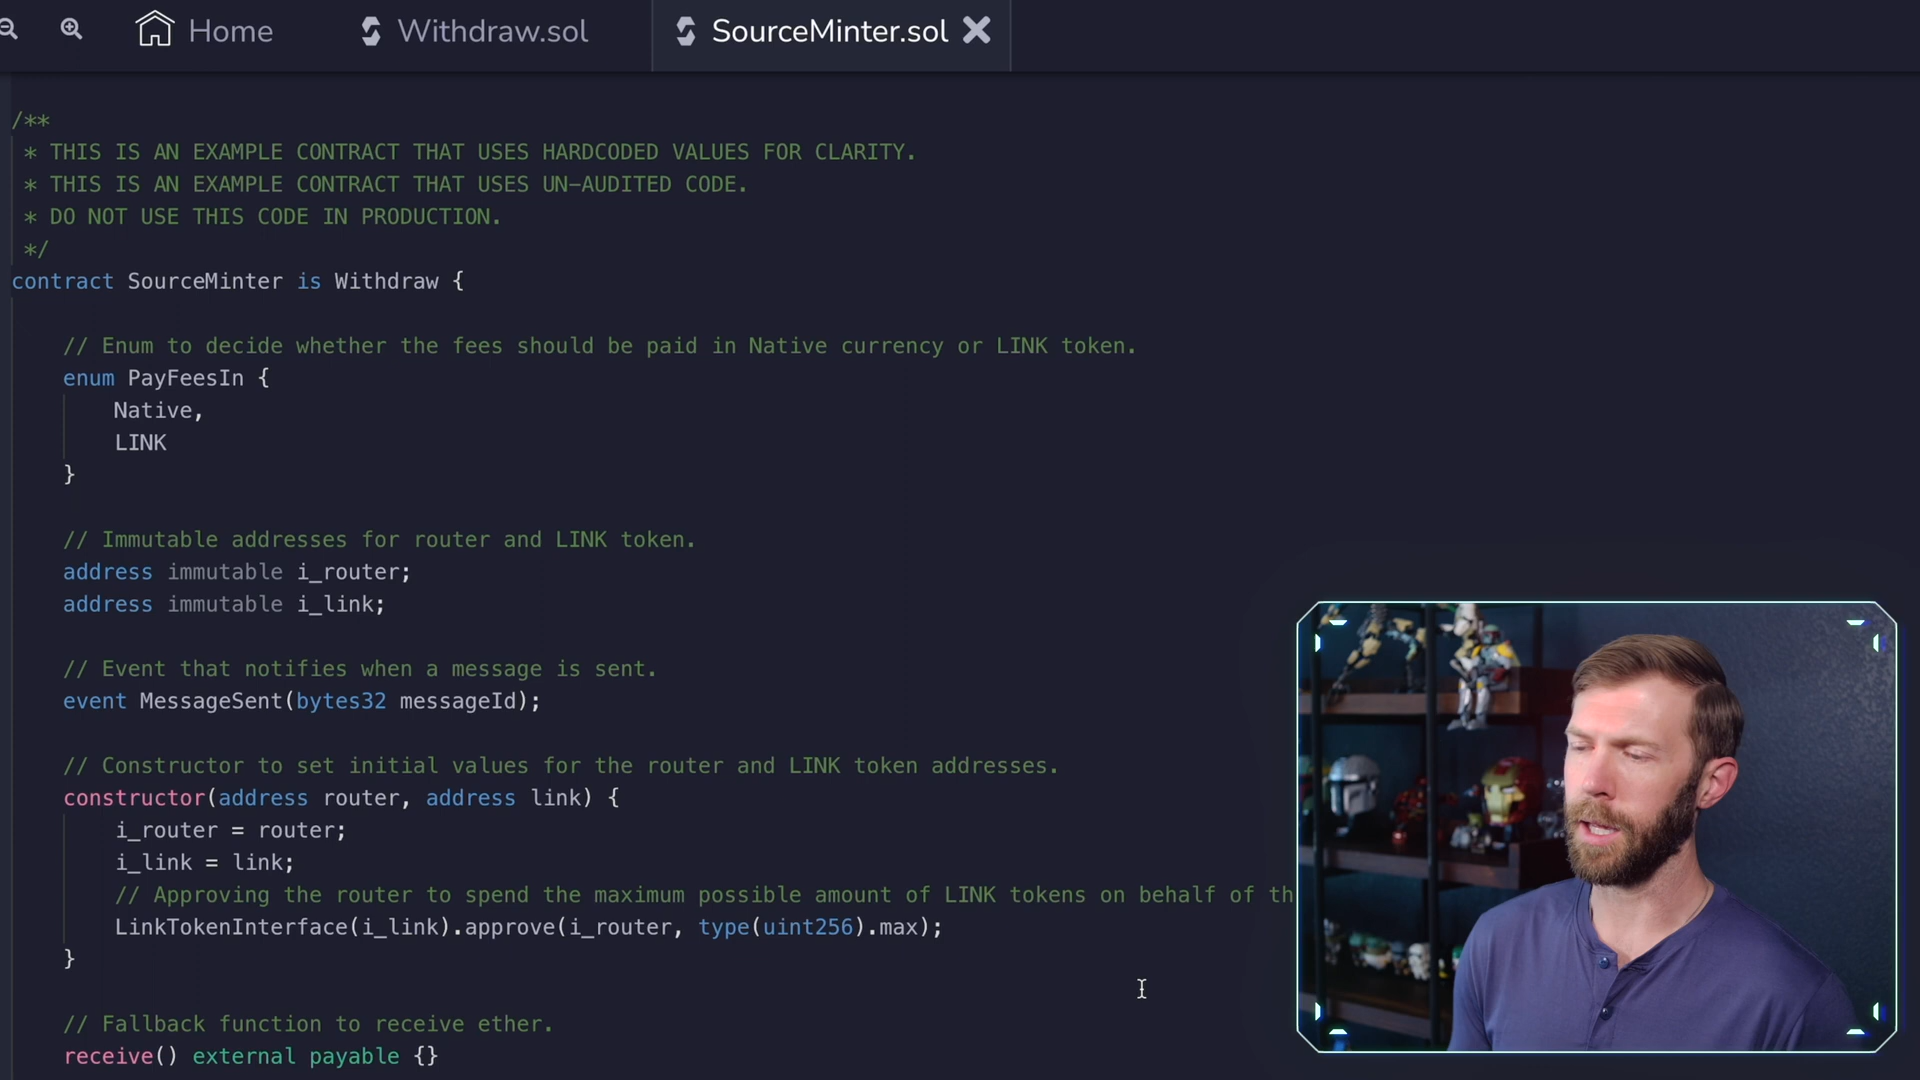 Home
Withdraw.sol
SourceMinter.sol
/**
* THIS IS AN EXAMPLE CONTRACT THAT USES HARDCODED VALUES FOR CLARITY.
* THIS IS AN EXAMPLE CONTRACT THAT USES UN-AUDITED CODE.
* DO NOT USE THIS CODE IN PRODUCTION.
*/
contract SourceMinter is Withdraw {
// Enum to decide whether the fees should be paid in Native currency or LINK token.
enum PayFeesIn {
Native,
LINK
}
// Immutable addresses for router and LINK token.
address immutable i_router;
address immutable i_link;
// Event that notifies when a message is sent.
event MessageSent(bytes32 messageId);
// Constructor to set initial values for the router and LINK token addresses.
constructor(address router, address link) {
i_router = router;
i_link = link;
// Approving the router to spend the maximum possible amount of LINK tokens on behalf of th
LinkTokenInterface(i_link).approve(i_router, type(uint256).max);
}
// Fallback function to receive ether.
receive() external payable {}